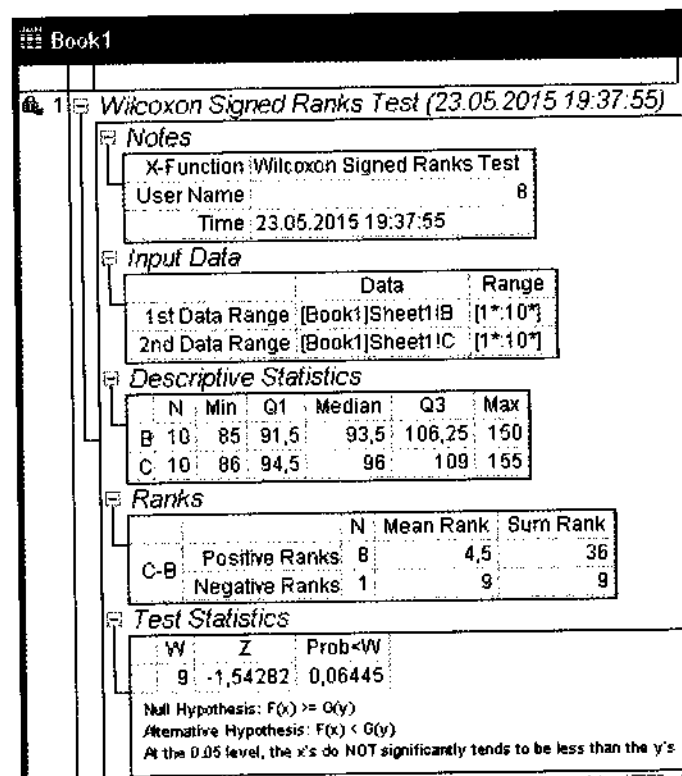 Book1
1 Wilcoxon Signed Ranks Test (23.05.2015 19:37:55)
Notes
X-Function Wilcoxon Signed Ranks Test
User Name 8
Time 23.05.2015 19:37:55
Input Data
Data Range
1st Data Range [Book1]Sheet1!B [1*:10*]
2nd Data Range [Book1]Sheet1!C [1*:10*]
Descriptive Statistics
N Min Q1 Median Q3 Max
B 10 85 91,5 93,5 106,25 150
C 10 86 94,5 96 109 155
Ranks
N Mean Rank Sum Rank
C-B Positive Ranks 8 4,5 36
Negative Ranks 1 9 9
Test Statistics
W Z Prob<W
9 -1,54282 0,06445
Null Hypothesis: F(x) >= G(y)
Alternative Hypothesis: F(x) < G(y)
At the 0.05 level, the x's do NOT significantly tends to be less than the y's